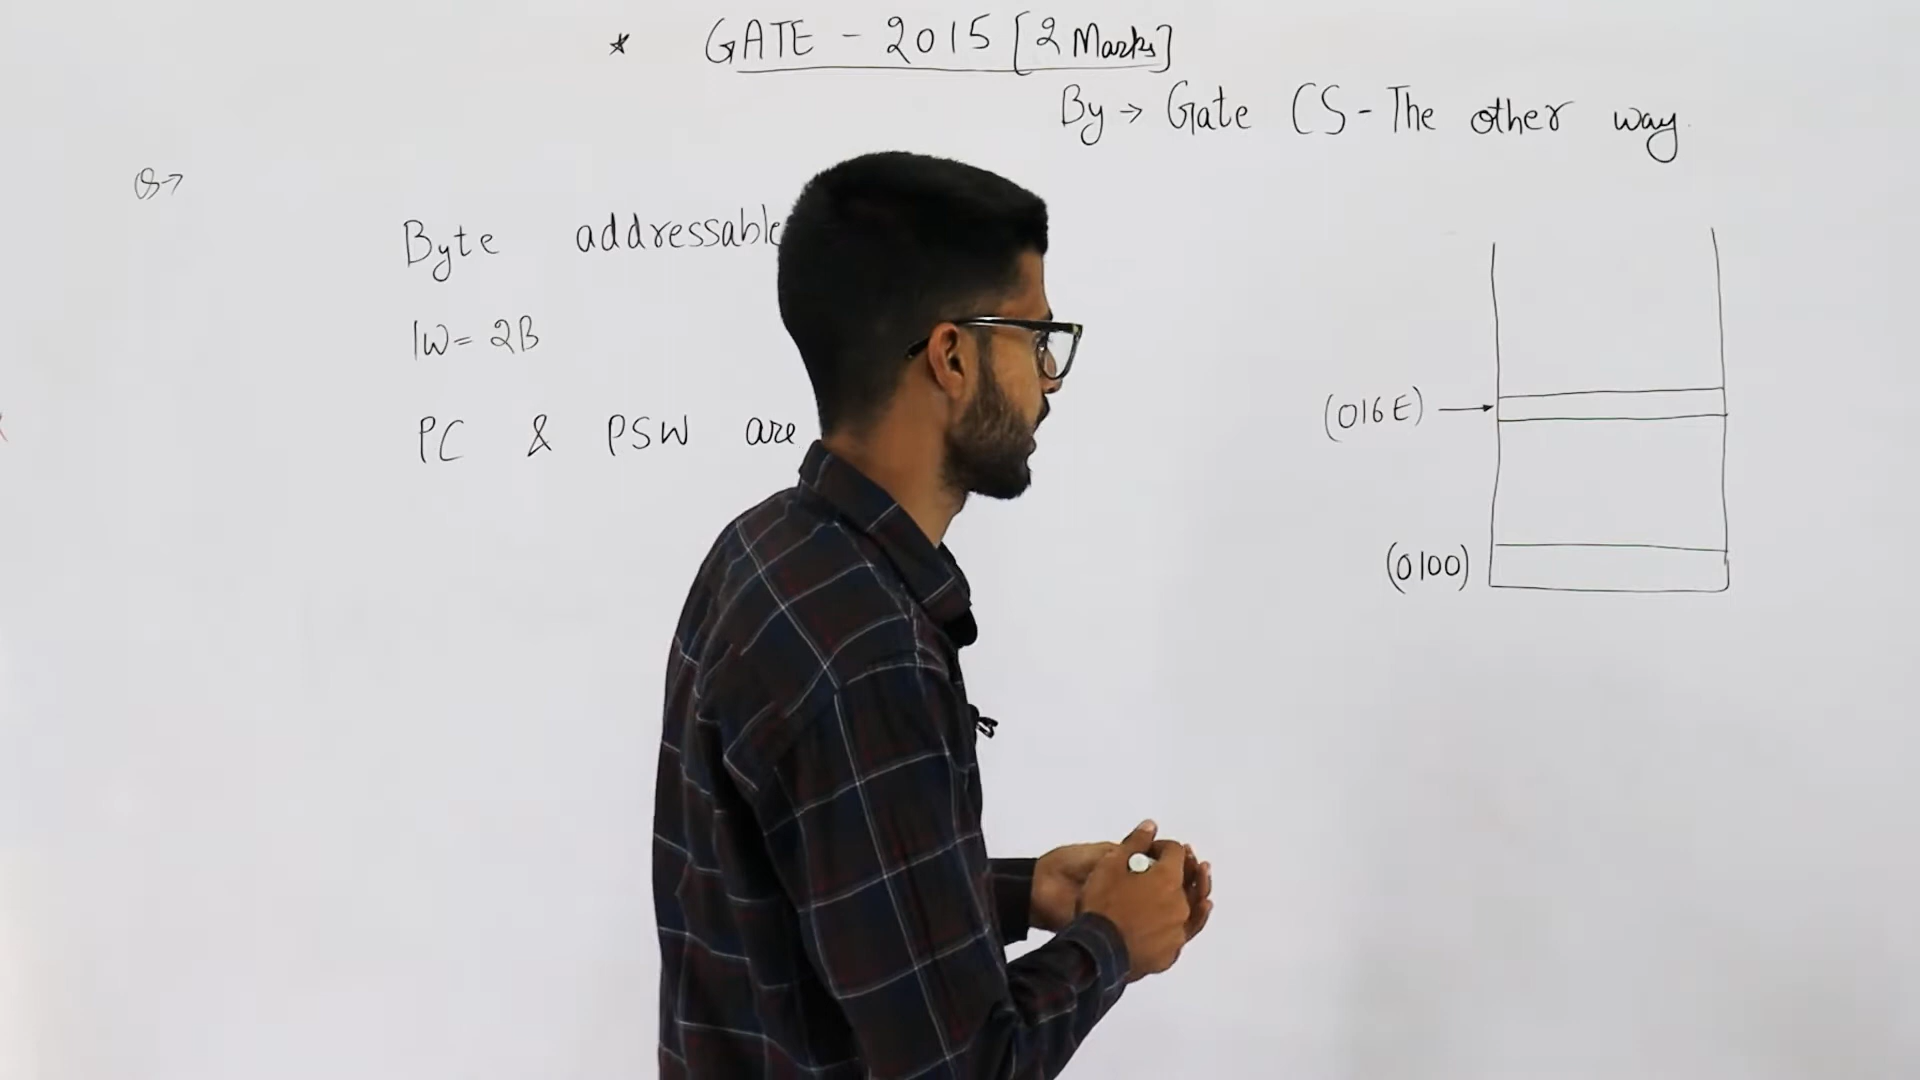 * GATE - 2015 [2 Marks]
By → Gate CS - The other way
Q→
Byte addressable
1W = 2B
PC & PSW are
(016E) →
(0100)